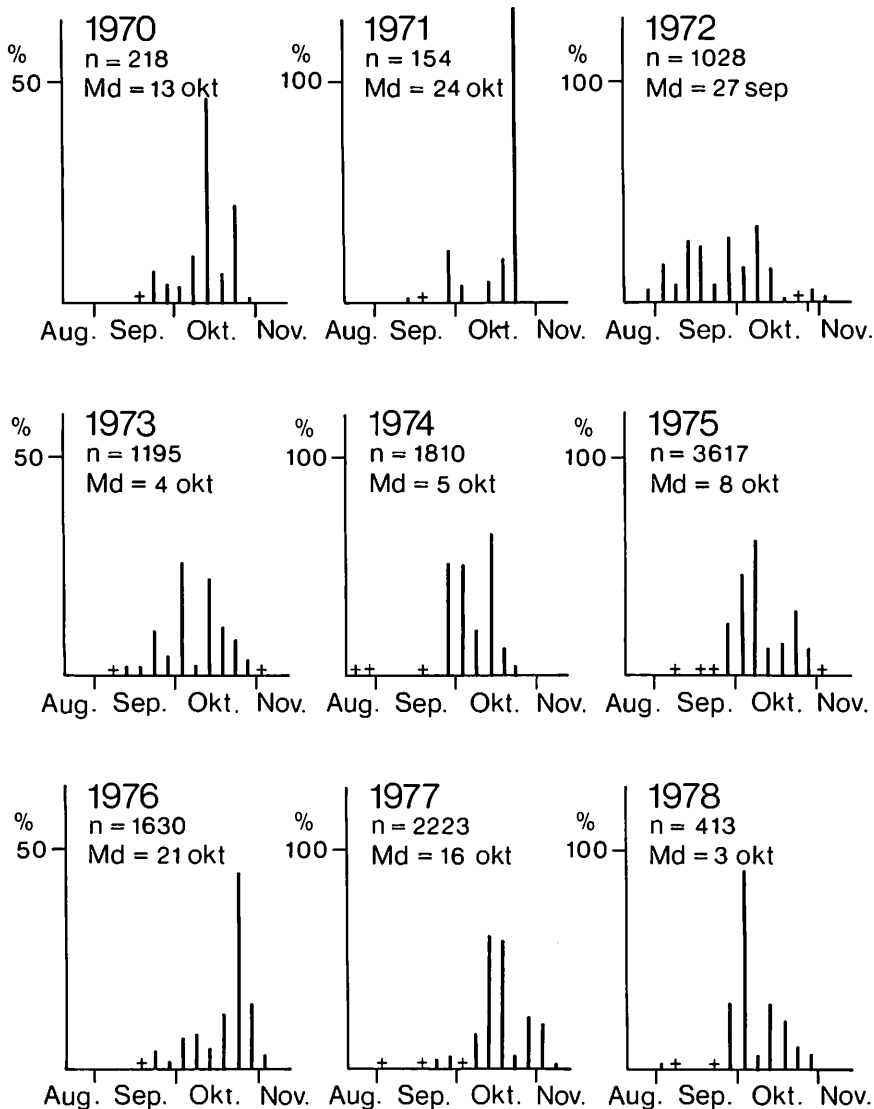 1970
%
n = 218
50
Md = 13 okt
+
Aug. Sep. Okt. Nov.
1971
%
n = 154
100
Md = 24 okt
+
Aug. Sep. Okt. Nov.
1972
%
n = 1028
100
Md = 27 sep
+
Aug. Sep. Okt. Nov.
1973
%
n = 1195
50
Md = 4 okt
+ +
Aug. Sep. Okt. Nov.
1974
%
n = 1810
100
Md = 5 okt
+ + +
Aug. Sep. Okt. Nov.
1975
%
n = 3617
100
Md = 8 okt
+ + + +
Aug. Sep. Okt. Nov.
1976
%
n = 1630
50
Md = 21 okt
+
Aug. Sep. Okt. Nov.
1977
%
n = 2223
100
Md = 16 okt
+ + +
Aug. Sep. Okt. Nov.
1978
%
n = 413
100
Md = 3 okt
+ +
Aug. Sep. Okt. Nov.